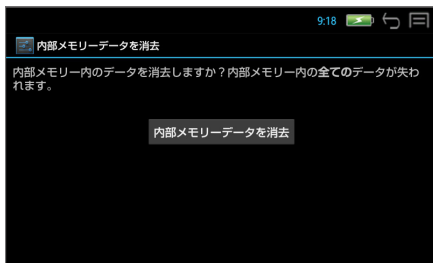 9:18
内部メモリーデータを消去
内部メモリー内のデータを消去しますか？内部メモリー内の全てのデータが失わ
れます。
内部メモリーデータを消去